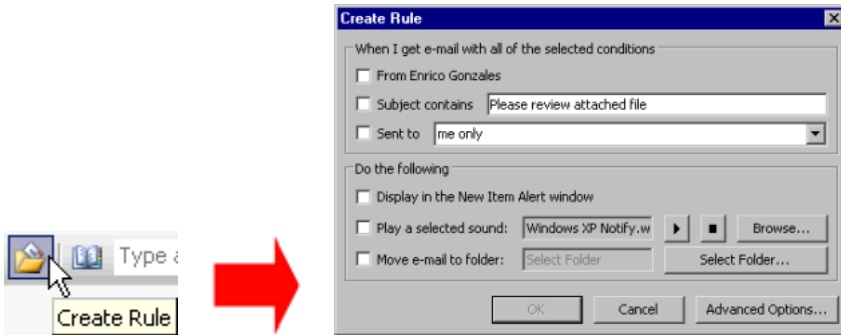 Create Rule
When I get e-mail with all of the selected conditions
From Enrico Gonzales
Subject contains Please review attached file
Sent to me only
Do the following
Display in the New Item Alert window
Play a selected sound: Windows XP Notify.w Browse...
Move e-mail to folder: Select Folder Select Folder...
OK Cancel Advanced Options...
Type a
Create Rule